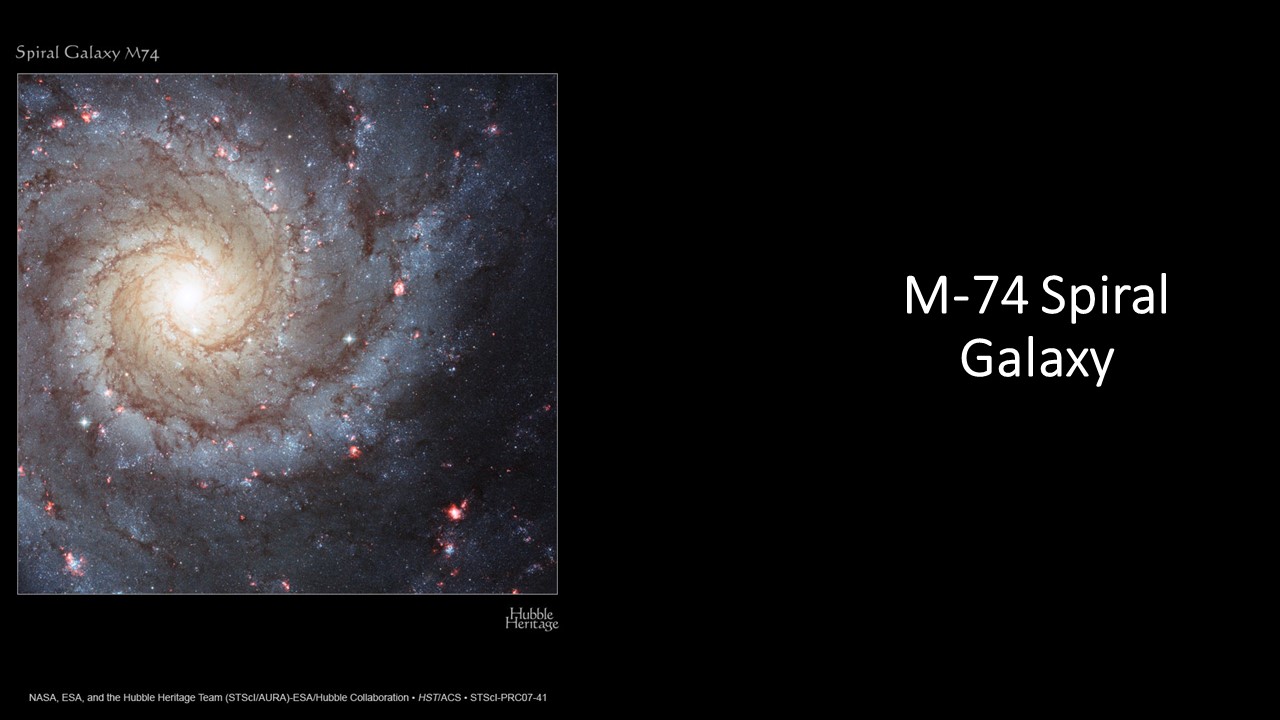 Spiral Galaxy M74
M-74 Spiral
Galaxy
Hubble
Heritage
NASA, ESA, and the Hubble Heritage Team (STScI/AURA)-ESA/Hubble Collaboration • HST/ACS • STScI-PRC07-41